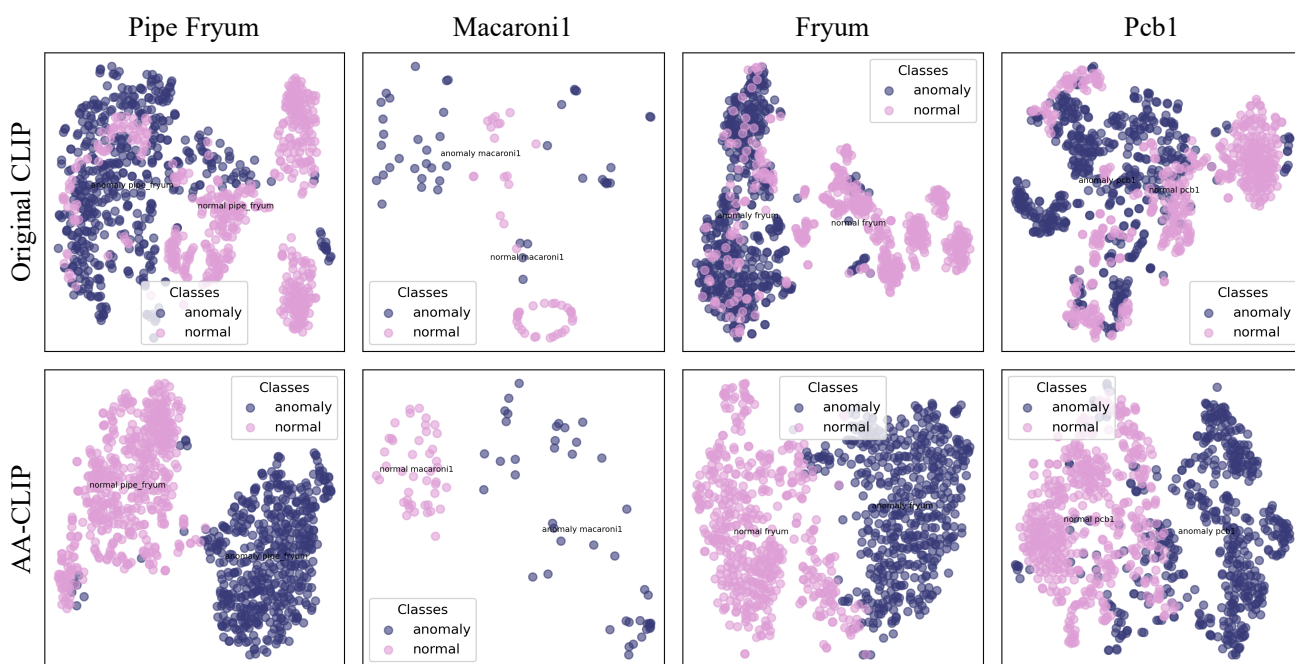 Pipe Fryum
Macaroni1
Fryum
Pcb1
Original CLIP
Classes
anomaly
normal
anomaly pipe_fryum
normal pipe_fryum
Classes
anomaly
normal
anomaly macaroni1
normal macaroni1
Classes
anomaly
normal
anomaly fryum
normal fryum
Classes
anomaly
normal
anomaly pcb1
normal pcb1
AA-CLIP
Classes
anomaly
normal
normal pipe_fryum
anomaly pipe_fryum
Classes
anomaly
normal
normal macaroni1
anomaly macaroni1
Classes
anomaly
normal
anomaly fryum
normal fryum
Classes
anomaly
normal
normal pcb1
anomaly pcb1